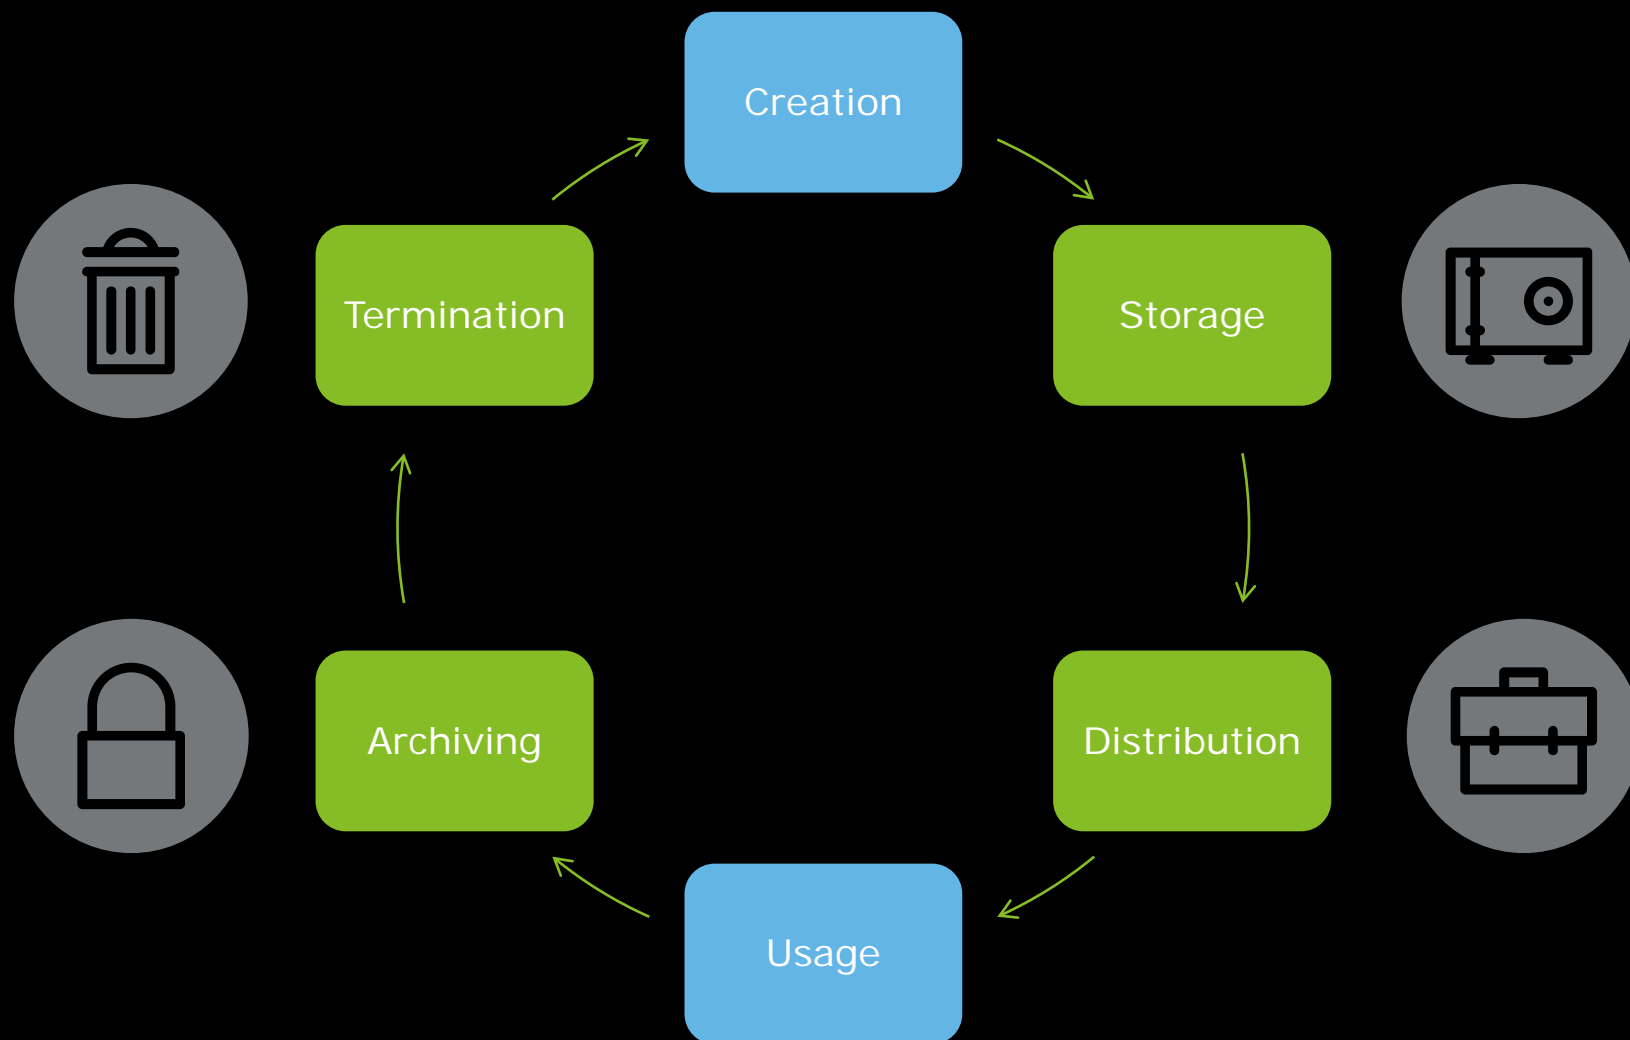 Creation
Termination
Storage
Archiving
Distribution
Usage